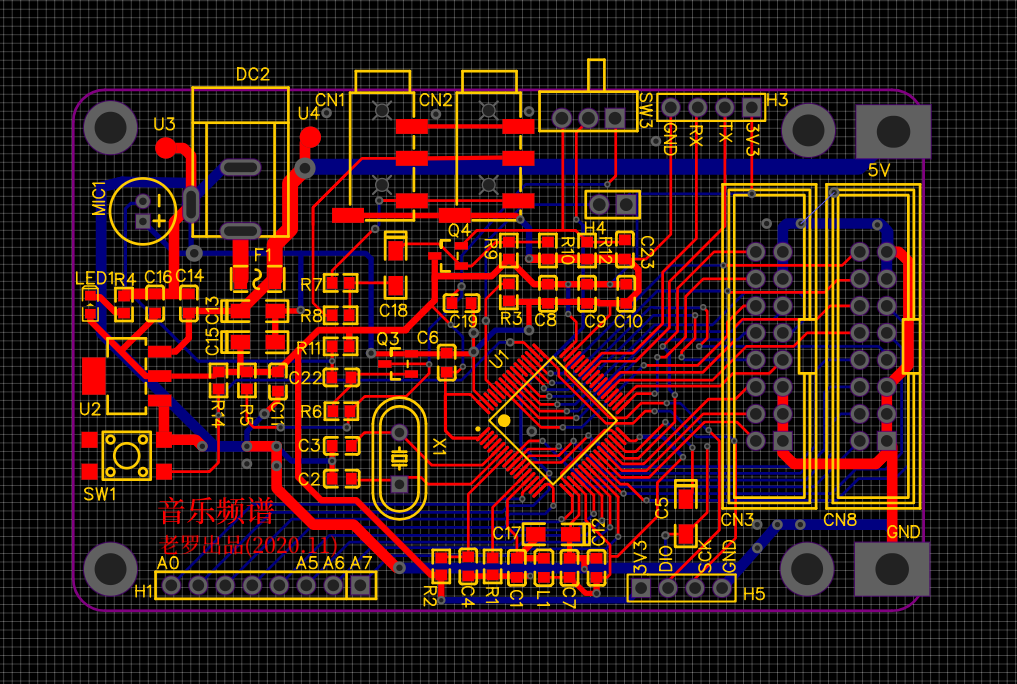 DC2
CN1
CN2
U3
U4
SW3
H3
GND
RX
TX
3V3
5V
MIC1
H4
Q4
R9
R10
R12
C23
F1
LED1
R4
C16
C14
R7
C13
C18
C19
R3
C8
C9
C10
R8
C15
R11
Q3
C6
U1
C22
U2
R14
R5
C11
R6
X1
C3
C2
SW1
音乐频谱
老罗出品(2020.11)
C5
C17
C12
CN3
CN8
GND
3V3
DIO
SCK
GND
A0
A5
A6
A7
H1
R2
C4
R1
C1
L1
C7
H5